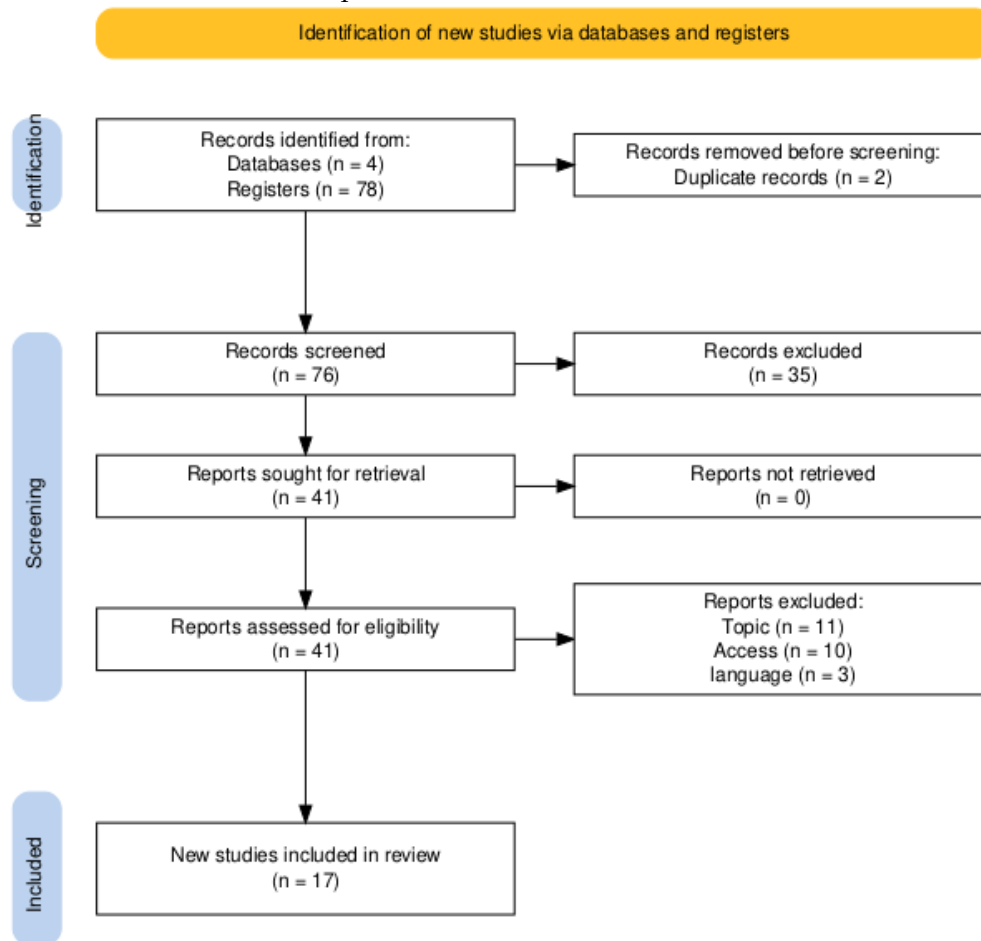 Identification of new studies via databases and registers
Identification
Records identified from:
Databases (n = 4)
Registers (n = 78)
Records removed before screening:
Duplicate records (n = 2)
Screening
Records screened
(n = 76)
Records excluded
(n = 35)
Reports sought for retrieval
(n = 41)
Reports not retrieved
(n = 0)
Reports assessed for eligibility
(n = 41)
Reports excluded:
Topic (n = 11)
Access (n = 10)
language (n = 3)
Included
New studies included in review
(n = 17)